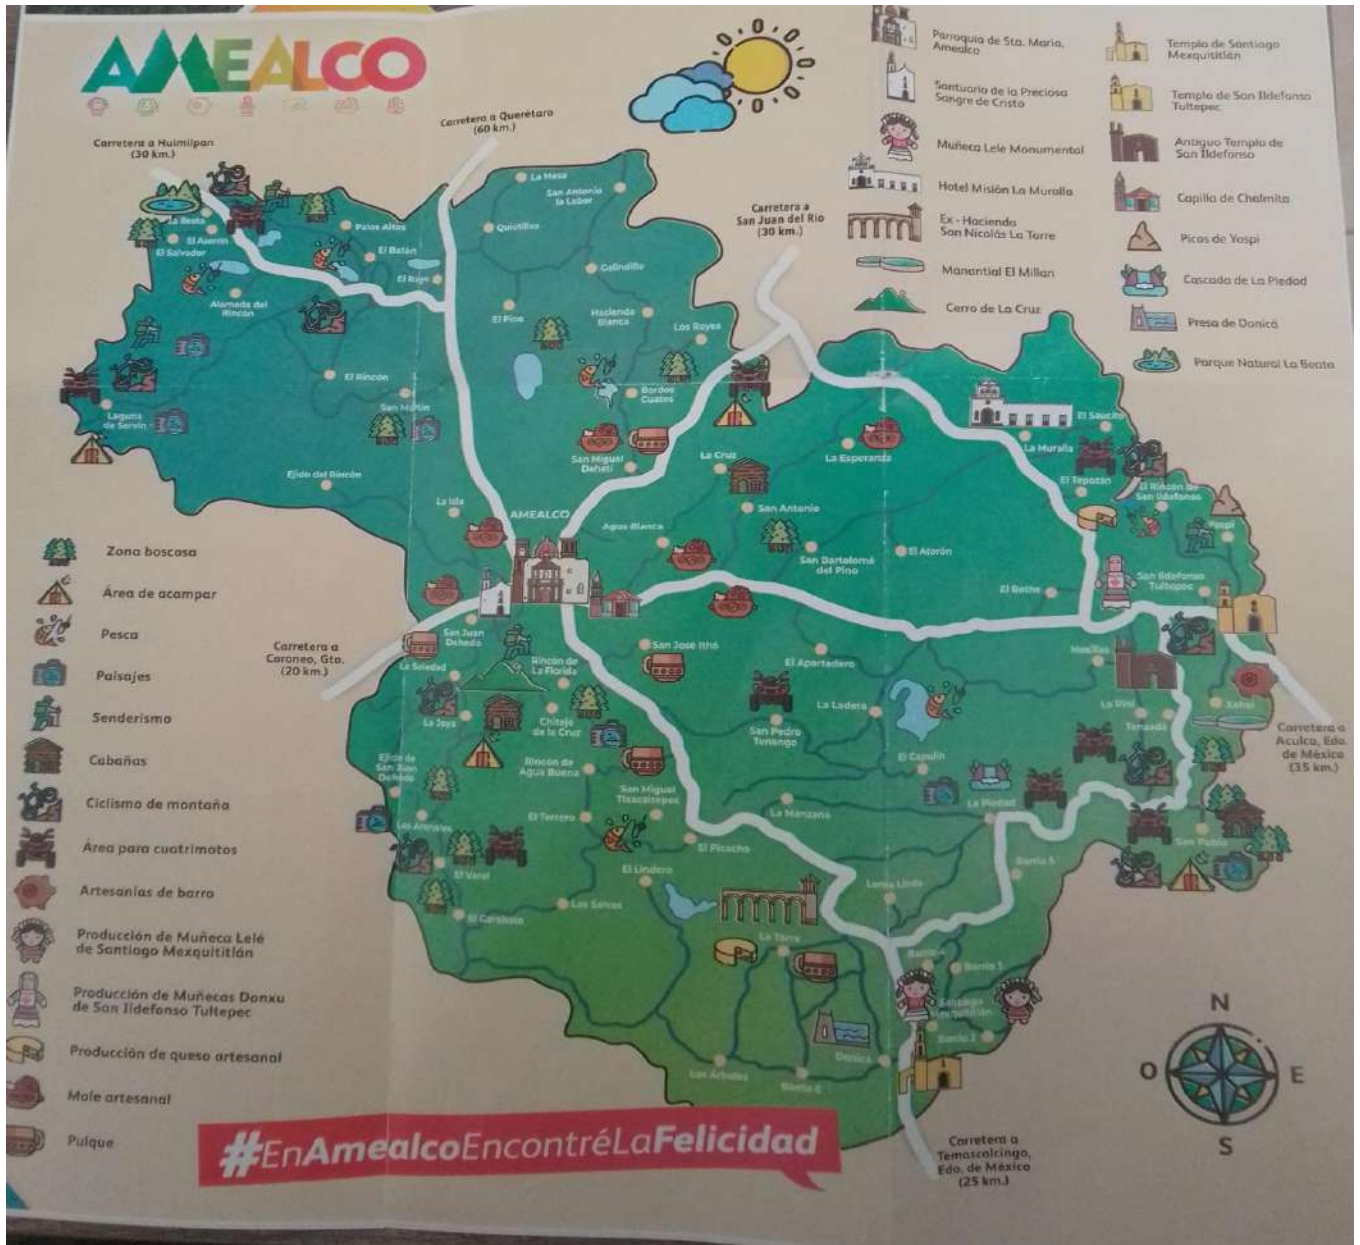 AMEALCO
Carretera a Huimilpan
(30 km.)
Carretera a Querétaro
(60 km.)
Carretera a
San Juan del Rio
(30 km.)
Parroquia de Sta. María,
Amealco
Santuario de la Preciosa
Sangre de Cristo
Muñeca Lele Monumental
Hotel Misión La Muralla
Ex - Hacienda
San Nicolás La Torre
Manantial El Millan
Cerro de La Cruz
Templo de Santiago
Mexquititlán
Templo de San Ildefonso
Tultepec
Antiguo Templo de
San Ildefonso
Capilla de Chalmita
Picos de Yospi
Cascada de La Piedad
Presa de Donicá
Parque Natural La Beata
La Mesa
San Antonio
la Labor
La Beata
El Aserrín
El Salvador
Palos Altos
El Batán
El Raye
Quiotillos
Galindillo
Alameda del
Rincón
El Pino
Hacienda
Blanca
Los Reyes
El Rincón
San Martín
Bordos
Cuates
Laguna
de Servín
Ejido del Rincón
San Miguel
Dehetí
La Cruz
La Esperanza
La Muralla
El Saucito
El Tepozán
El Rincón de
San Ildefonso
Yospi
La Isla
AMEALCO
Agua Blanca
San Antonio
San Bartolomé
del Pino
El Atorón
El Bothe
San Ildefonso
Tultepec
Zona boscosa
Área de acampar
Pesca
Paisajes
Senderismo
Cabañas
Ciclismo de montaña
Área para cuatrimotos
Artesanías de barro
Producción de Muñeca Lelé
de Santiago Mexquititlán
Producción de Muñecas Donxu
de San Ildefonso Tultepec
Producción de queso artesanal
Mole artesanal
Pulque
Carretera a
Coroneo, Gto.
(20 km.)
San Juan
Dehedó
La Soledad
Rincón de
La Florida
San José Ithó
El Apartadero
Mesillas
La Joya
Chiteje
de la Cruz
San Pedro
Tenango
La Ladera
La Piní
Tenasdá
Xahai
Carretera a
Aculco, Edo.
de México
(35 km.)
Ejido de
San Juan
Dehedó
Rincón de
Agua Buena
El Capulín
San Miguel
Tlaxcaltepec
La Manzana
La Piedad
Los Arenales
El Terrero
El Picacho
San Pablo
El Varal
El Lindero
Loma Linda
Barrio 5
El Garabato
Las Salvas
La Torre
Barrio 4
Barrio 3
Santiago
Mexquititlán
Barrio 2
Donicá
Los Árboles
Barrio 6
#EnAmealcoEncontréLaFelicidad
Carretera a
Temascalcingo,
Edo. de México
(25 km.)
N
O
E
S